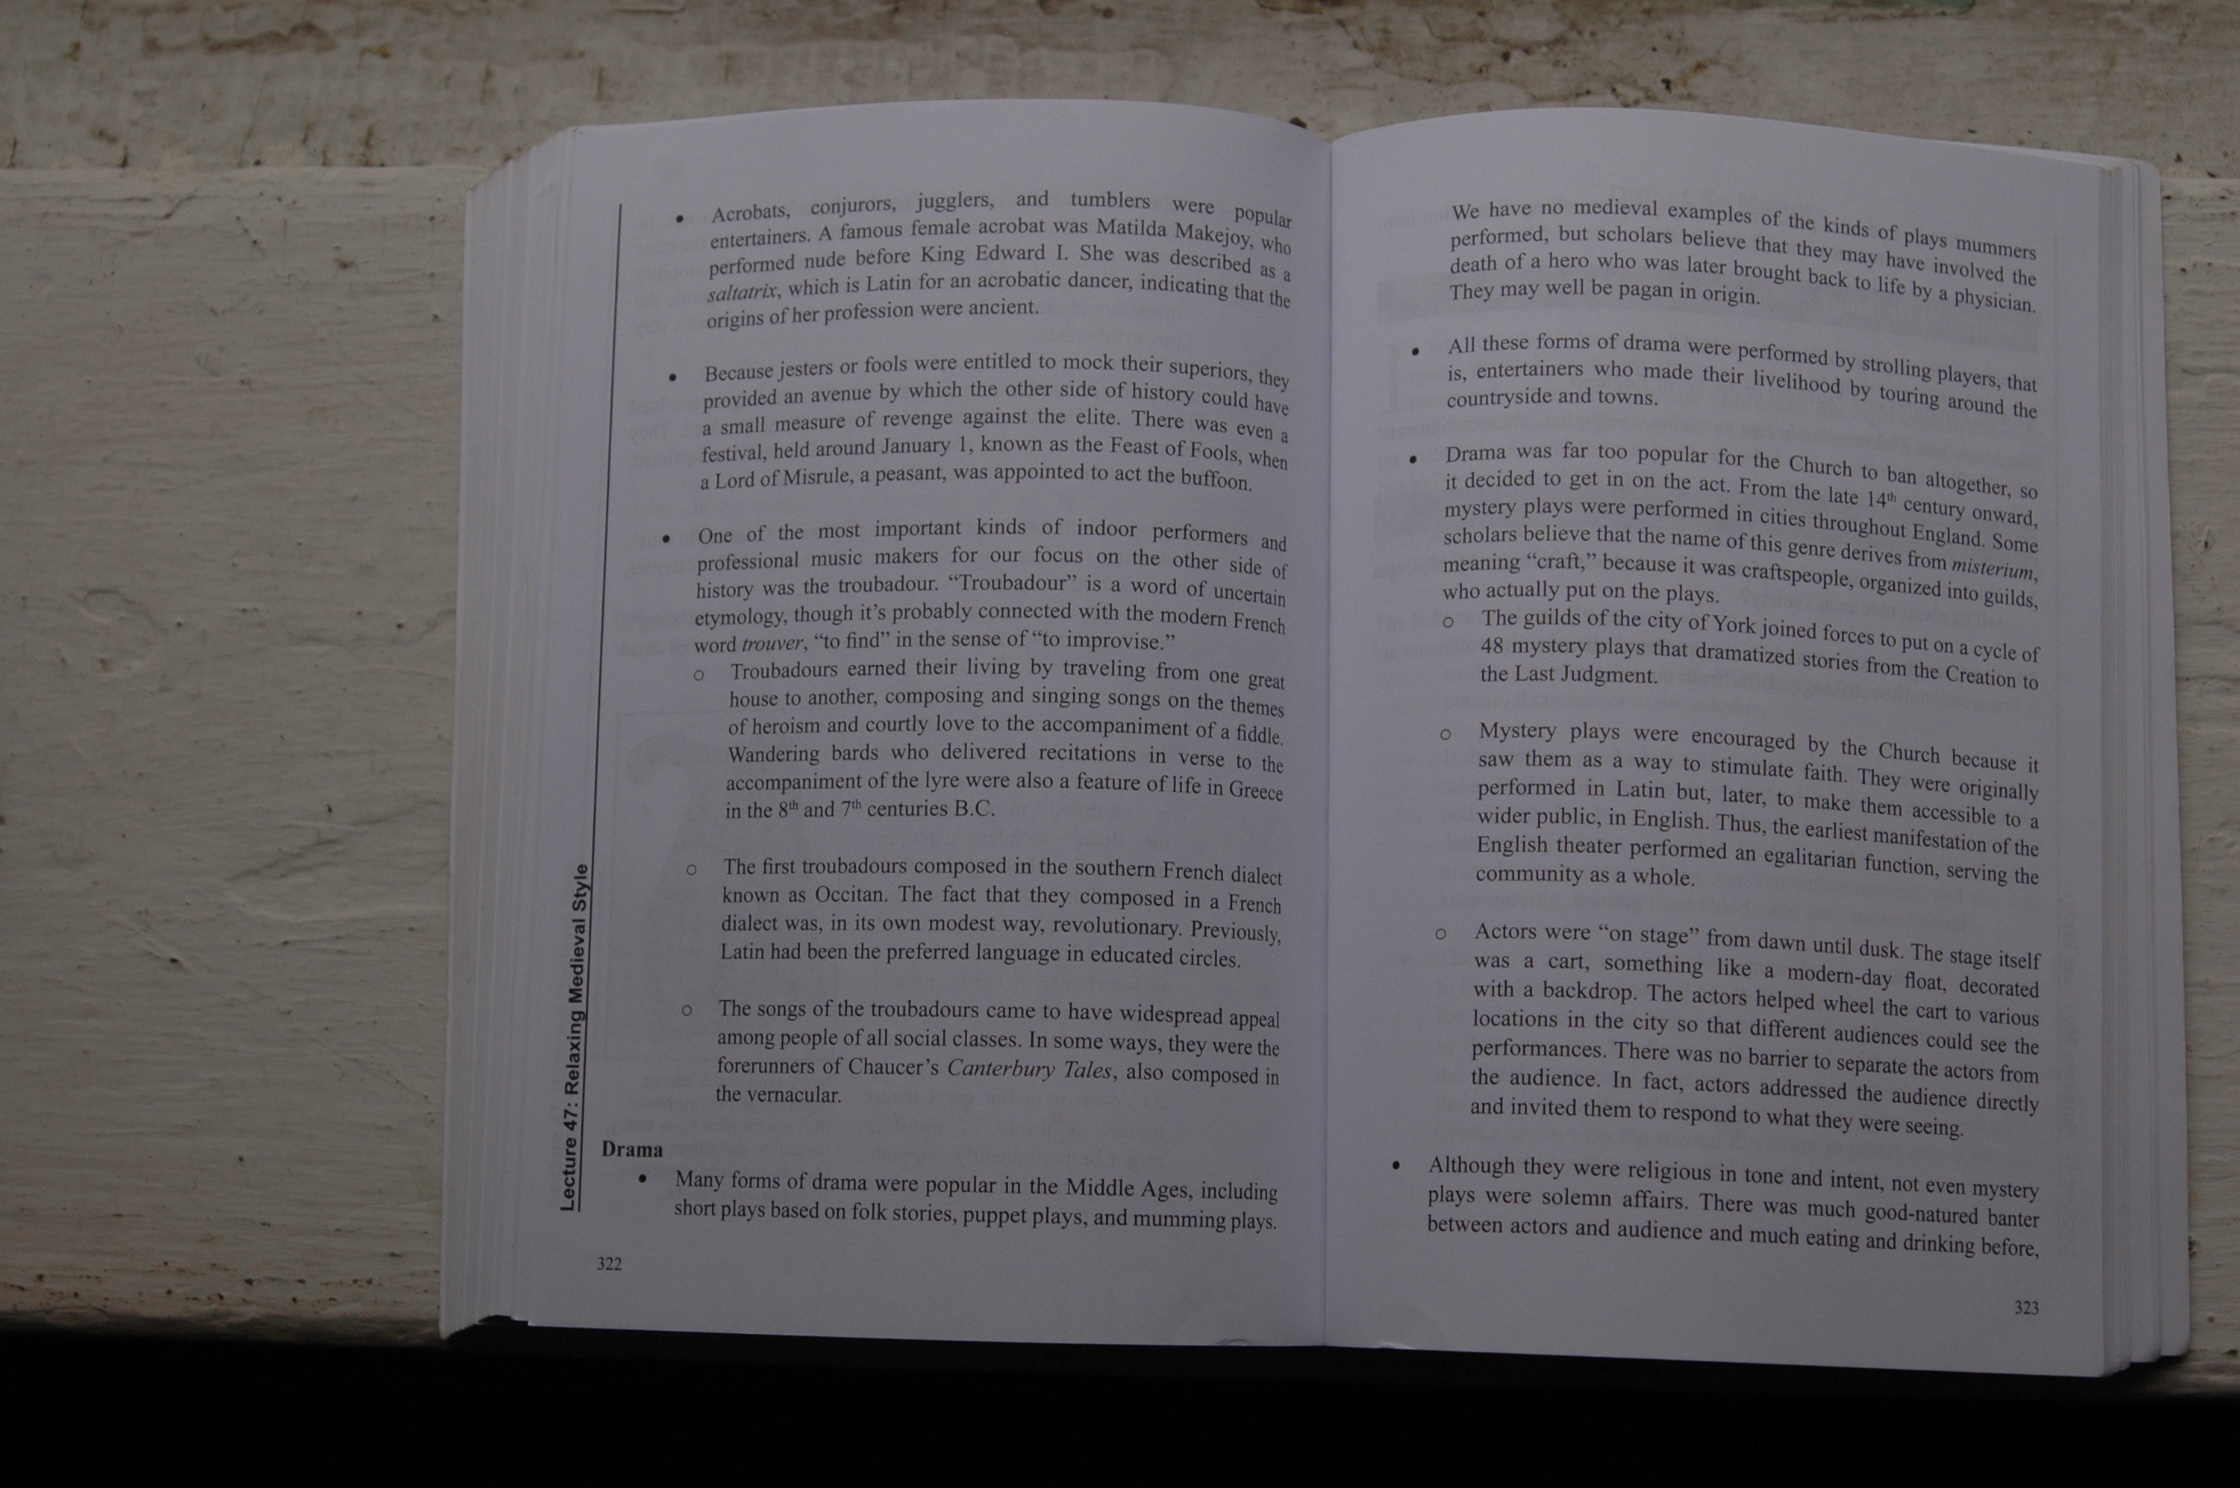 Acrobats, conjurors, jugglers, and tumblers were popular
entertainers. A famous female acrobat was Matilda Makejoy, who
performed nude before King Edward I. She was described as a
saltatrix, which is Latin for an acrobatic dancer, indicating that the
origins of her profession were ancient.
Because jesters or fools were entitled to mock their superiors, they
provided an avenue by which the other side of history could have
a small measure of revenge against the elite. There was even a
festival, held around January 1, known as the Feast of Fools, when
a Lord of Misrule, a peasant, was appointed to act the buffoon.
One of the most important kinds of indoor performers and
professional music makers for our focus on the other side of
history was the troubadour. “Troubadour” is a word of uncertain
etymology, though it’s probably connected with the modern French
word trouver, “to find” in the sense of “to improvise.”
Troubadours earned their living by traveling from one great
house to another, composing and singing songs on the themes
of heroism and courtly love to the accompaniment of a fiddle.
Wandering bards who delivered recitations in verse to the
accompaniment of the lyre were also a feature of life in Greece
in the 8th and 7th centuries B.C.
The first troubadours composed in the southern French dialect
known as Occitan. The fact that they composed in a French
dialect was, in its own modest way, revolutionary. Previously,
Latin had been the preferred language in educated circles.
The songs of the troubadours came to have widespread appeal
among people of all social classes. In some ways, they were the
forerunners of Chaucer’s Canterbury Tales, also composed in
the vernacular.
Drama
Many forms of drama were popular in the Middle Ages, including
short plays based on folk stories, puppet plays, and mumming plays.
Lecture 47: Relaxing Medieval Style
322
We have no medieval examples of the kinds of plays mummers
performed, but scholars believe that they may have involved the
death of a hero who was later brought back to life by a physician.
They may well be pagan in origin.
All these forms of drama were performed by strolling players, that
is, entertainers who made their livelihood by touring around the
countryside and towns.
Drama was far too popular for the Church to ban altogether, so
it decided to get in on the act. From the late 14th century onward,
mystery plays were performed in cities throughout England. Some
scholars believe that the name of this genre derives from misterium,
meaning “craft,” because it was craftspeople, organized into guilds,
who actually put on the plays.
The guilds of the city of York joined forces to put on a cycle of
48 mystery plays that dramatized stories from the Creation to
the Last Judgment.
Mystery plays were encouraged by the Church because it
saw them as a way to stimulate faith. They were originally
performed in Latin but, later, to make them accessible to a
wider public, in English. Thus, the earliest manifestation of the
English theater performed an egalitarian function, serving the
community as a whole.
Actors were “on stage” from dawn until dusk. The stage itself
was a cart, something like a modern-day float, decorated
with a backdrop. The actors helped wheel the cart to various
locations in the city so that different audiences could see the
performances. There was no barrier to separate the actors from
the audience. In fact, actors addressed the audience directly
and invited them to respond to what they were seeing.
Although they were religious in tone and intent, not even mystery
plays were solemn affairs. There was much good-natured banter
between actors and audience and much eating and drinking before,
323